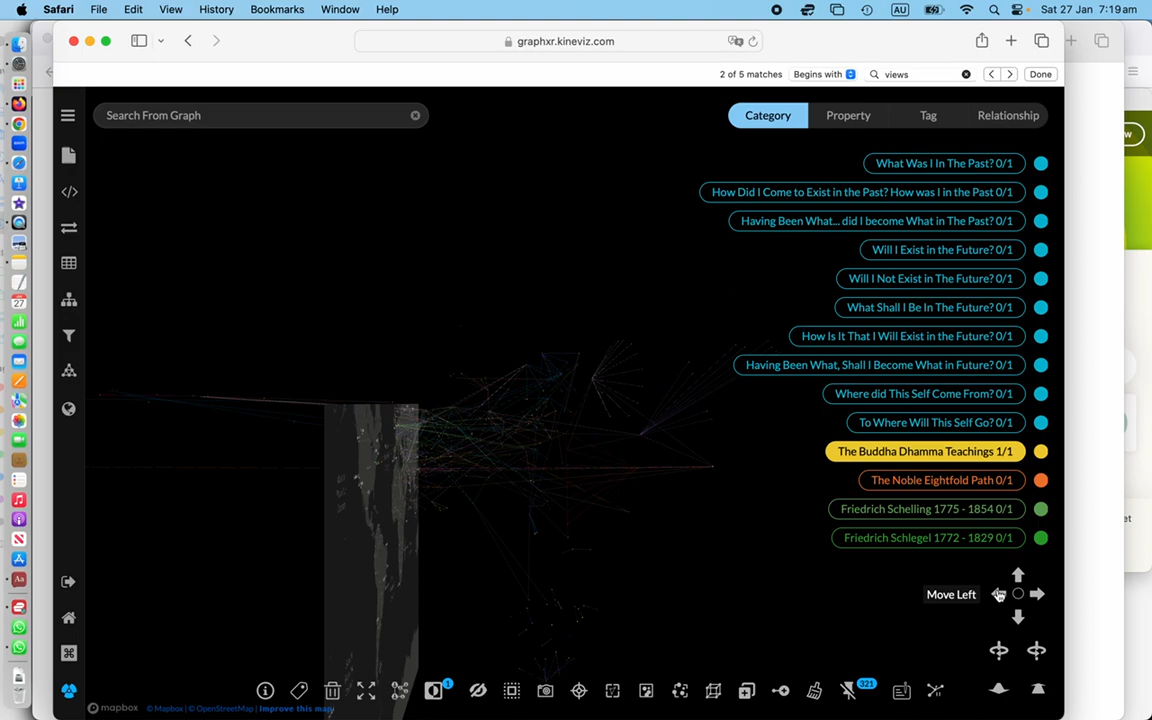 Safari File Edit View History Bookmarks Window Help AU Sat 27 Jan 7:19 am
graphxr.kineviz.com
2 of 5 matches Begins with views Done
Search From Graph
Category Property Tag Relationship
What Was I In The Past? 0/1
How Did I Come to Exist in the Past? How was I in the Past 0/1
Having Been What... did I become What in The Past? 0/1
Will I Exist in the Future? 0/1
Will I Not Exist in The Future? 0/1
What Shall I Be In The Future? 0/1
How Is It That I Will Exist in the Future? 0/1
Having Been What, Shall I Become What in Future? 0/1
Where did This Self Come From? 0/1
To Where Will This Self Go? 0/1
The Buddha Dhamma Teachings 1/1
The Noble Eightfold Path 0/1
Friedrich Schelling 1775 - 1854 0/1
Friedrich Schlegel 1772 - 1829 0/1
Move Left
1
321
mapbox © Mapbox | © OpenStreetMap | Improve this map